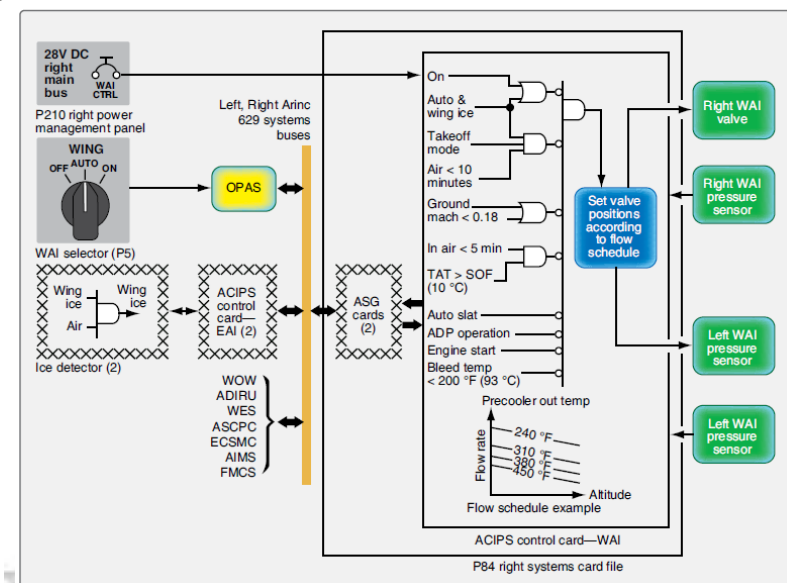 28V DC
right
main
bus
WAI
CTRL
P210 right power
management panel
WING
OFF AUTO ON
WAI selector (P5)
Left, Right Arinc
629 systems
buses
OPAS
Wing
ice
Wing
ice
Air
Ice detector (2)
ACIPS
control
card—
EAI (2)
ASG
cards
(2)
WOW
ADIRU
WES
ASCPC
ECSMC
AIMS
FMCS
On
Auto &
wing ice
Takeoff
mode
Air < 10
minutes
Ground
mach < 0.18
In air < 5 min
TAT > SOF
(10 °C)
Auto slat
ADP operation
Engine start
Bleed temp
< 200 °F (93 °C)
Set valve
positions
according
to flow
schedule
Precooler out temp
240 °F
310 °F
380 °F
450 °F
Flow rate
Altitude
Flow schedule example
ACIPS control card—WAI
P84 right systems card file
Right WAI
valve
Right WAI
pressure
sensor
Left WAI
pressure
sensor
Left WAI
pressure
sensor